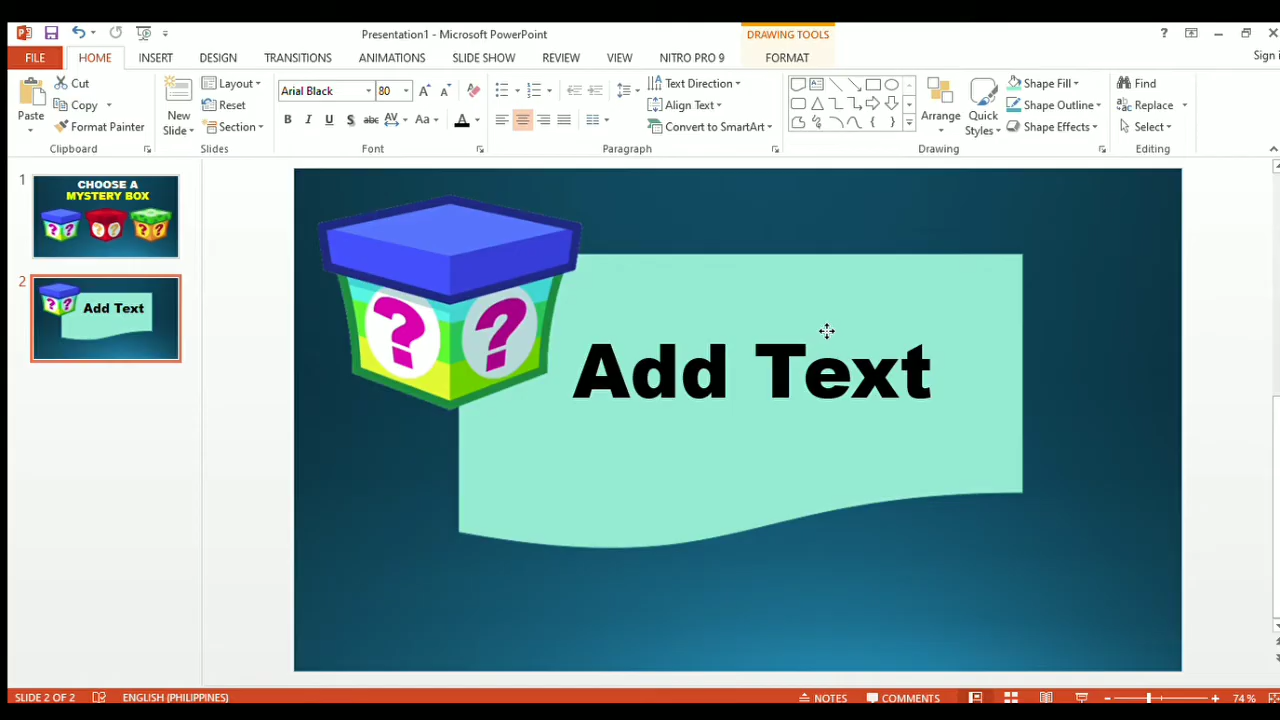 Presentation1 - Microsoft PowerPoint
DRAWING TOOLS
?
FILE
HOME
INSERT
DESIGN
TRANSITIONS
ANIMATIONS
SLIDE SHOW
REVIEW
VIEW
NITRO PRO 9
FORMAT
Sign i
Paste
Cut
Copy
Format Painter
Clipboard
New
Slide
Layout
Reset
Section
Slides
Arial Black
80
B I U S abc AV Aa A
Font
Text Direction
Align Text
Convert to SmartArt
Paragraph
Arrange
Quick
Styles
Shape Fill
Shape Outline
Shape Effects
Drawing
Find
Replace
Select
Editing
1
CHOOSE A
MYSTERY BOX
? ? ? ? ? ?
2
? ? Add Text
? ?
Add Text
SLIDE 2 OF 2
ENGLISH (PHILIPPINES)
NOTES
COMMENTS
74 %